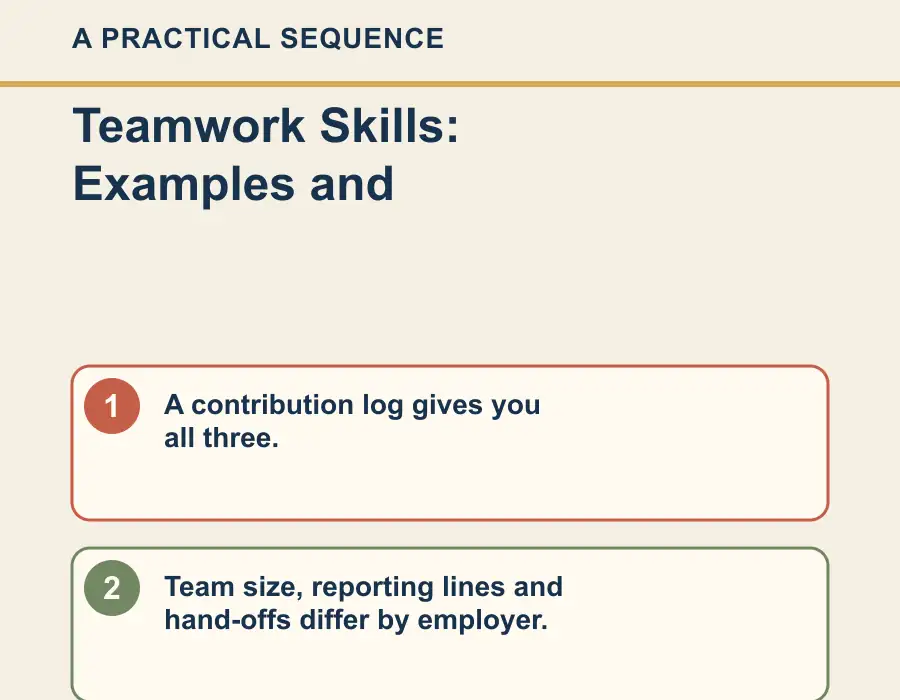 A PRACTICAL SEQUENCE
Teamwork Skills:
Examples and
1
A contribution log gives you
all three.
2
Team size, reporting lines and
hand-offs differ by employer.